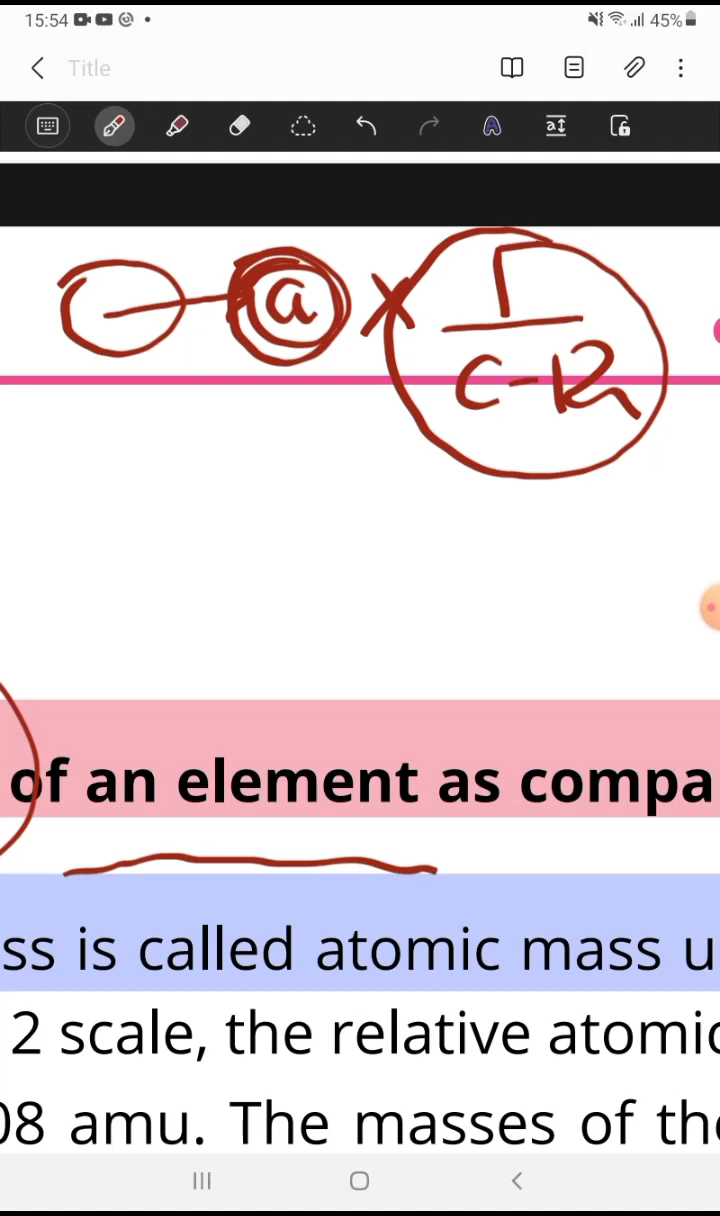 15:54 45%
Title
a × 1
C-12
of an element as compa
ss is called atomic mass u
2 scale, the relative atomic
08 amu. The masses of the